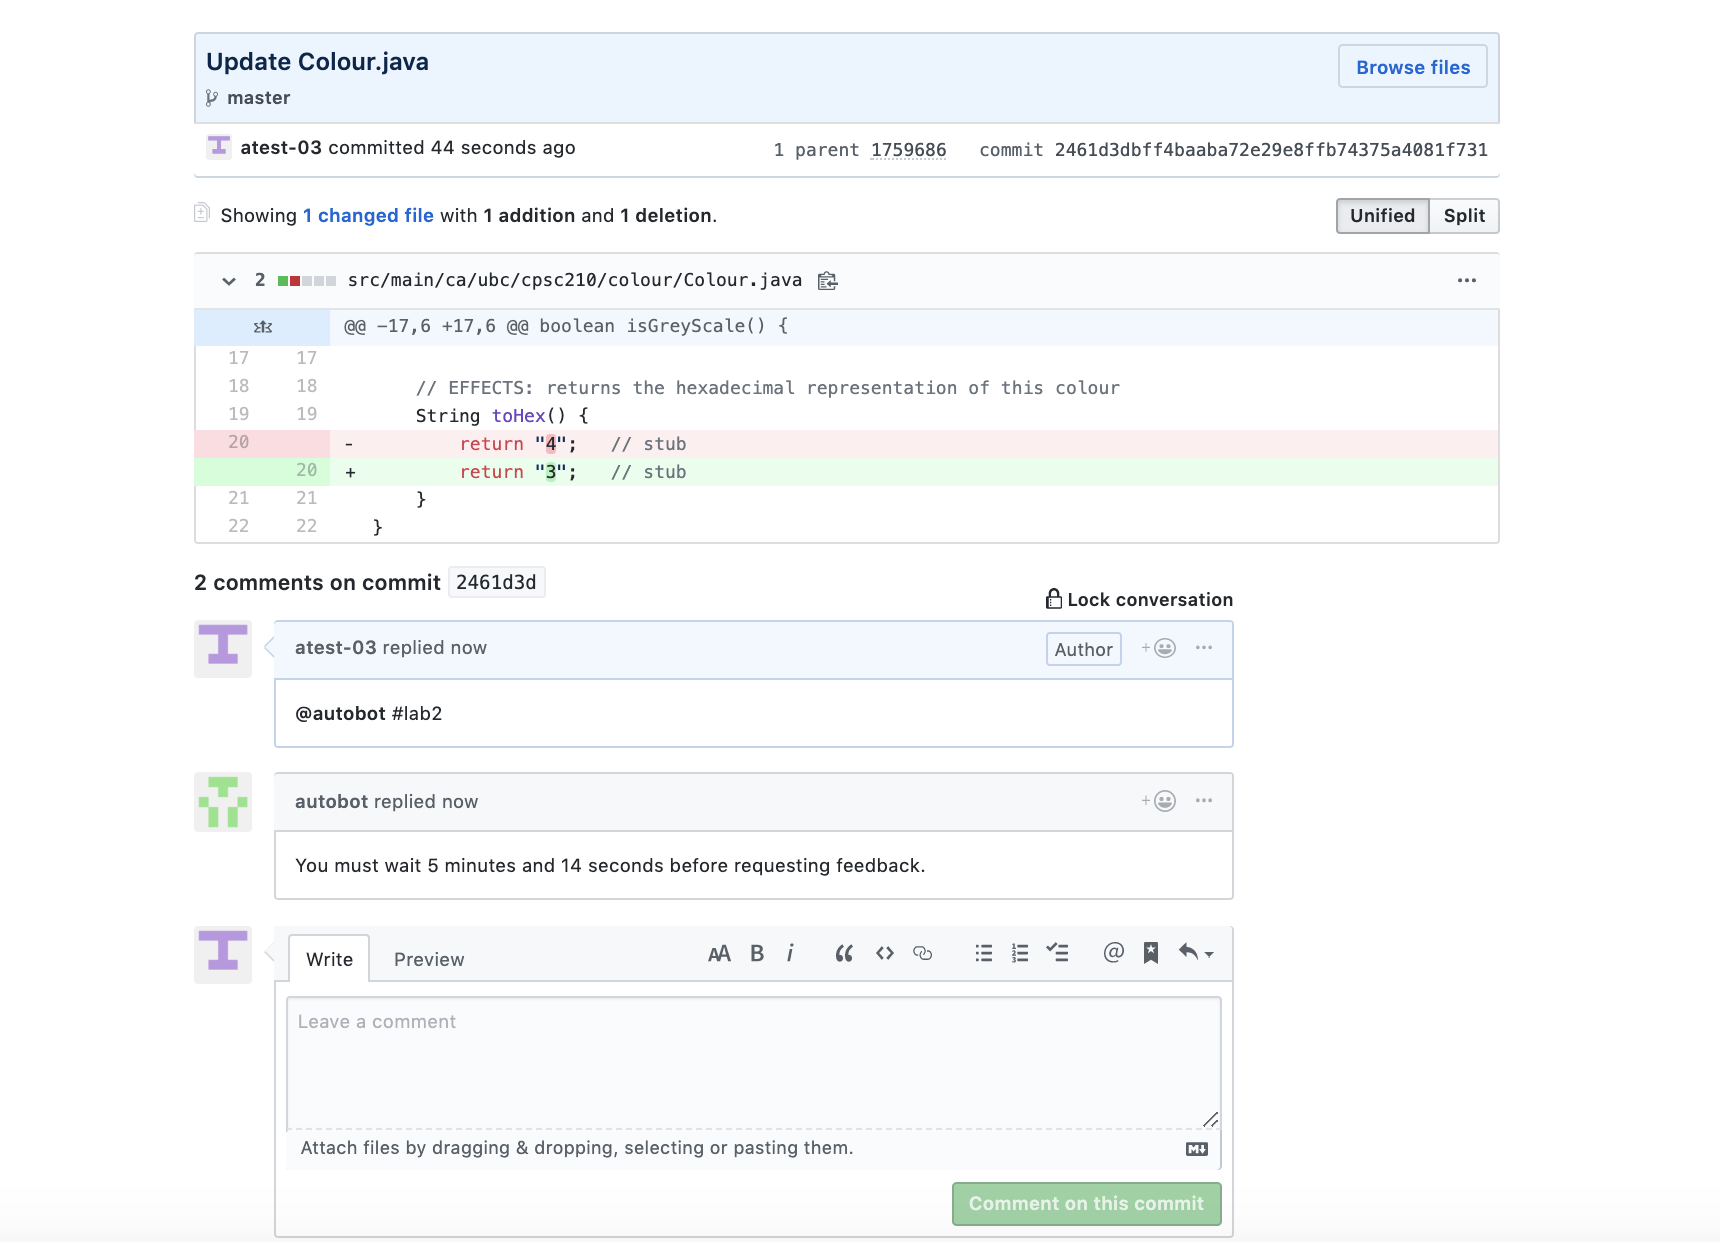 Update Colour.java
Browse files
master
atest-03 committed 44 seconds ago
1 parent 1759686 commit 2461d3dbff4baaba72e29e8ffb74375a4081f731
Showing 1 changed file with 1 addition and 1 deletion.
Unified Split
2 src/main/ca/ubc/cpsc210/colour/Colour.java
@@ -17,6 +17,6 @@ boolean isGreyScale() {
17 17
18 18 // EFFECTS: returns the hexadecimal representation of this colour
19 19 String toHex() {
20 - return "4"; // stub
20 + return "3"; // stub
21 21 }
22 22 }
2 comments on commit 2461d3d
Lock conversation
atest-03 replied now
Author
@autobot #lab2
autobot replied now
You must wait 5 minutes and 14 seconds before requesting feedback.
Write Preview
Leave a comment
Attach files by dragging & dropping, selecting or pasting them.
Comment on this commit